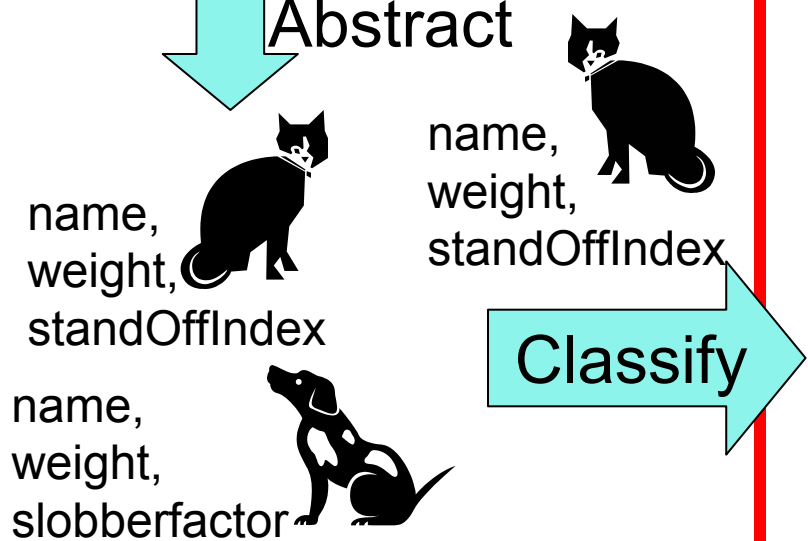 Abstract
name,
weight,
standOffIndex
name,
weight,
standOffIndex
Classify
name,
weight,
slobberfactor